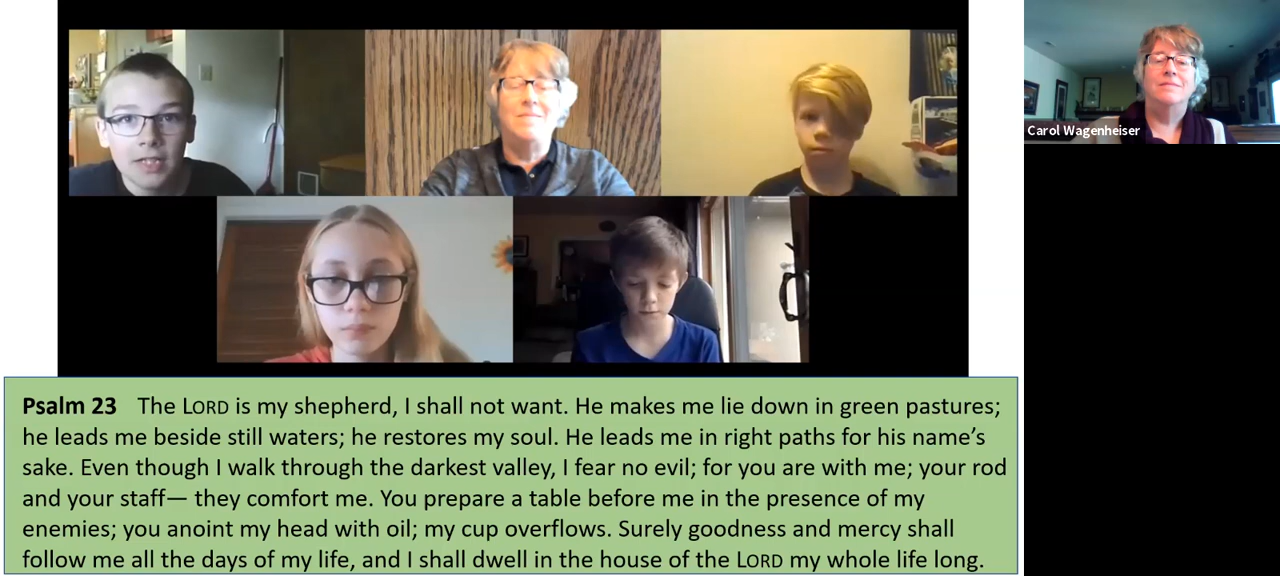 Carol Wagenheiser
Psalm 23 The LORD is my shepherd, I shall not want. He makes me lie down in green pastures;
he leads me beside still waters; he restores my soul. He leads me in right paths for his name’s
sake. Even though I walk through the darkest valley, I fear no evil; for you are with me; your rod
and your staff— they comfort me. You prepare a table before me in the presence of my
enemies; you anoint my head with oil; my cup overflows. Surely goodness and mercy shall
follow me all the days of my life, and I shall dwell in the house of the LORD my whole life long.